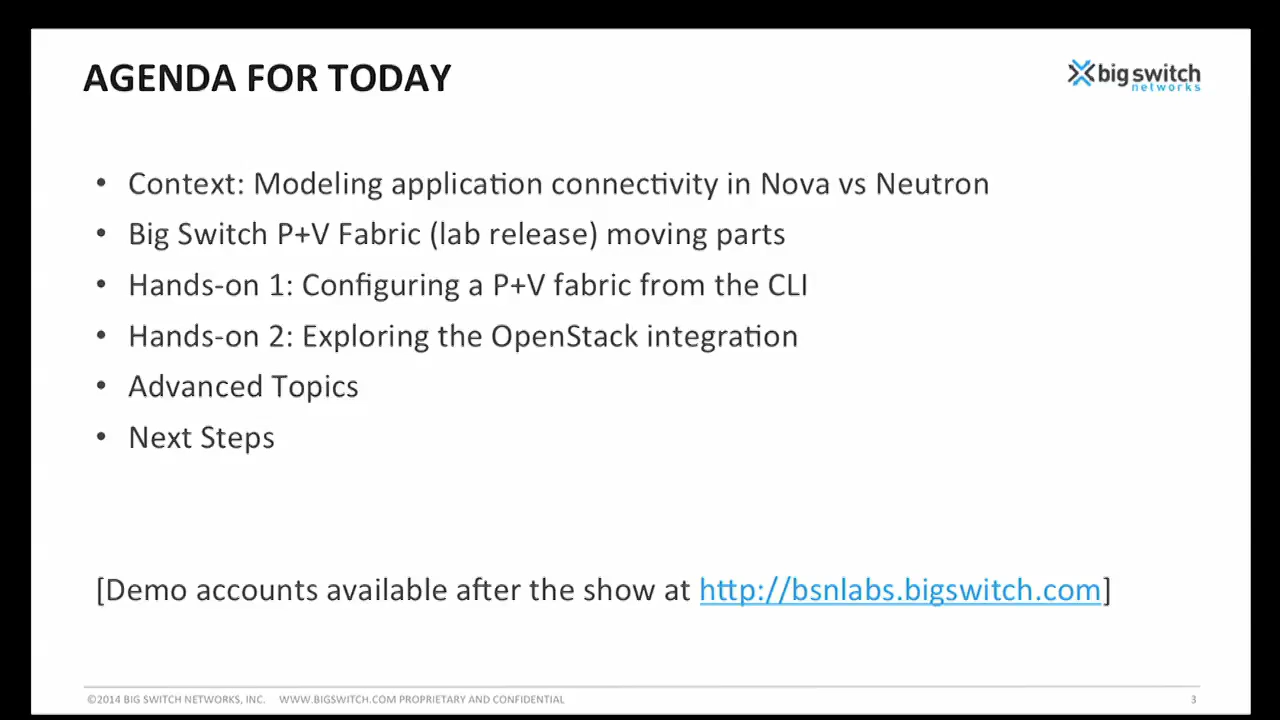 AGENDA FOR TODAY
big switch
networks
• Context: Modeling application connectivity in Nova vs Neutron
• Big Switch P+V Fabric (lab release) moving parts
• Hands-on 1: Configuring a P+V fabric from the CLI
• Hands-on 2: Exploring the OpenStack integration
• Advanced Topics
• Next Steps
[Demo accounts available after the show at http://bsnlabs.bigswitch.com]
©2014 BIG SWITCH NETWORKS, INC. WWW.BIGSWITCH.COM PROPRIETARY AND CONFIDENTIAL 3